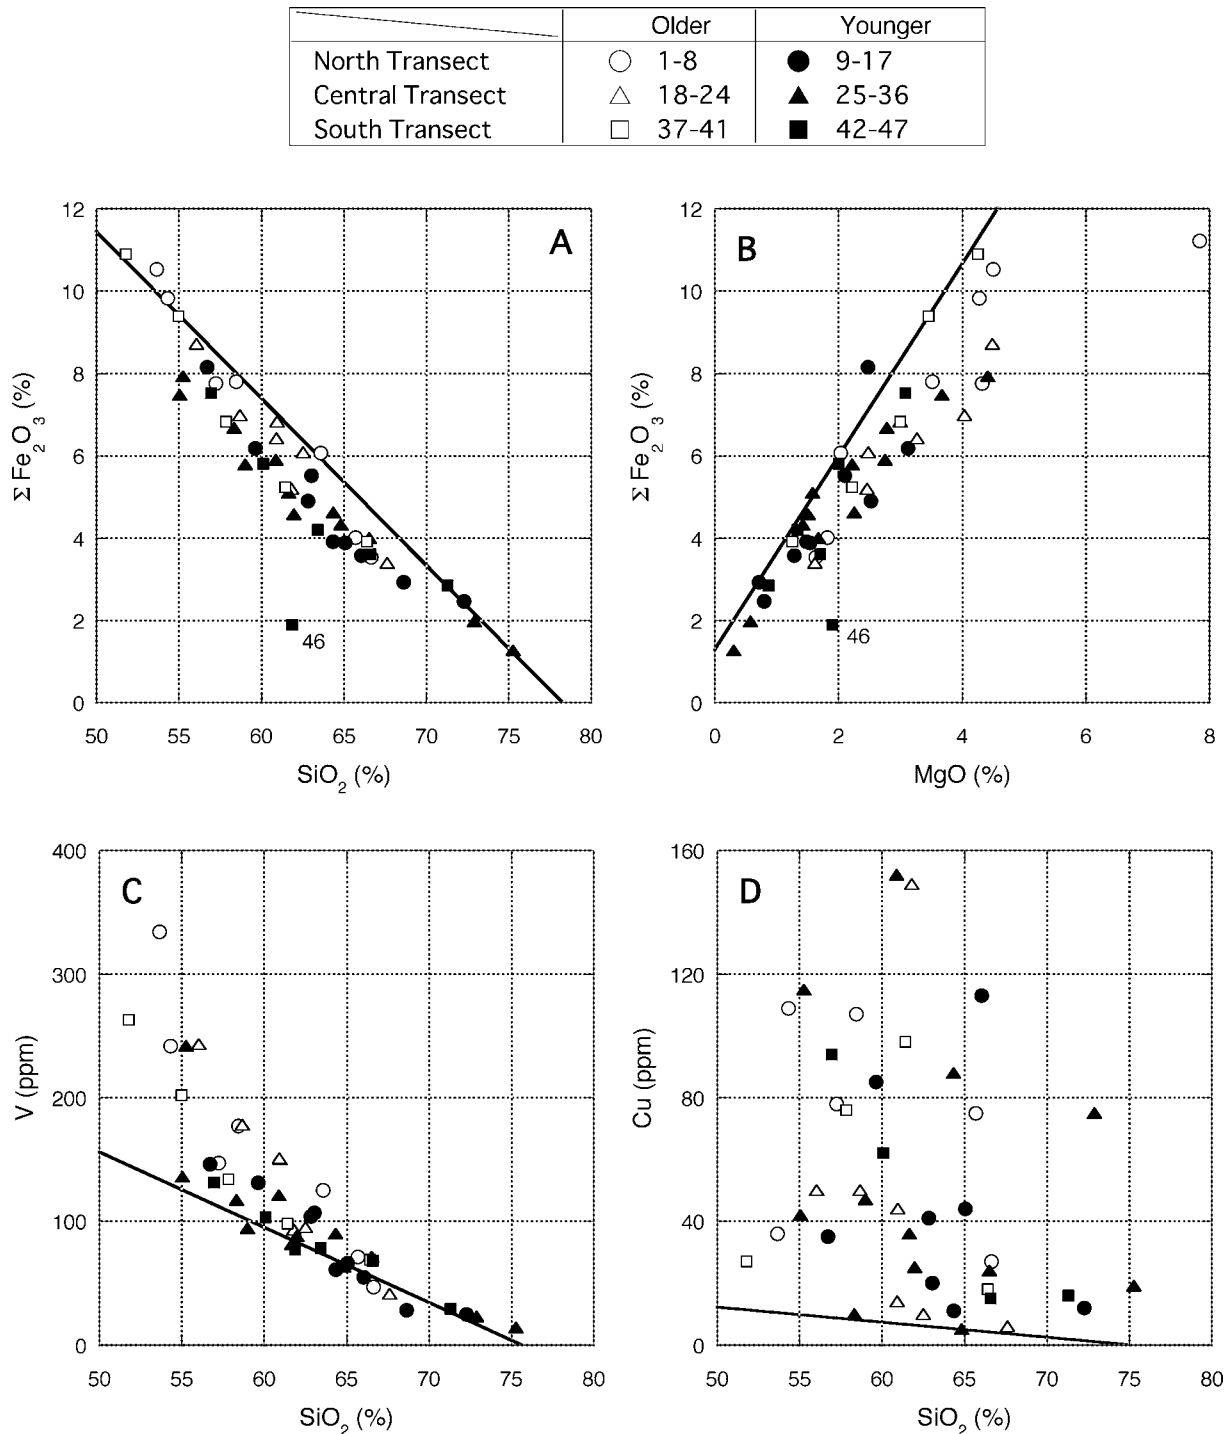 Older Younger
North Transect 1-8 9-17
Central Transect 18-24 25-36
South Transect 37-41 42-47
A
12
10
8
6
4
2
0
Σ Fe2O3 (%)
46
50 55 60 65 70 75 80
SiO2 (%)
B
12
10
8
6
4
2
0
Σ Fe2O3 (%)
46
0 2 4 6 8
MgO (%)
C
400
300
200
100
0
V (ppm)
50 55 60 65 70 75 80
SiO2 (%)
D
160
120
80
40
0
Cu (ppm)
50 55 60 65 70 75 80
SiO2 (%)